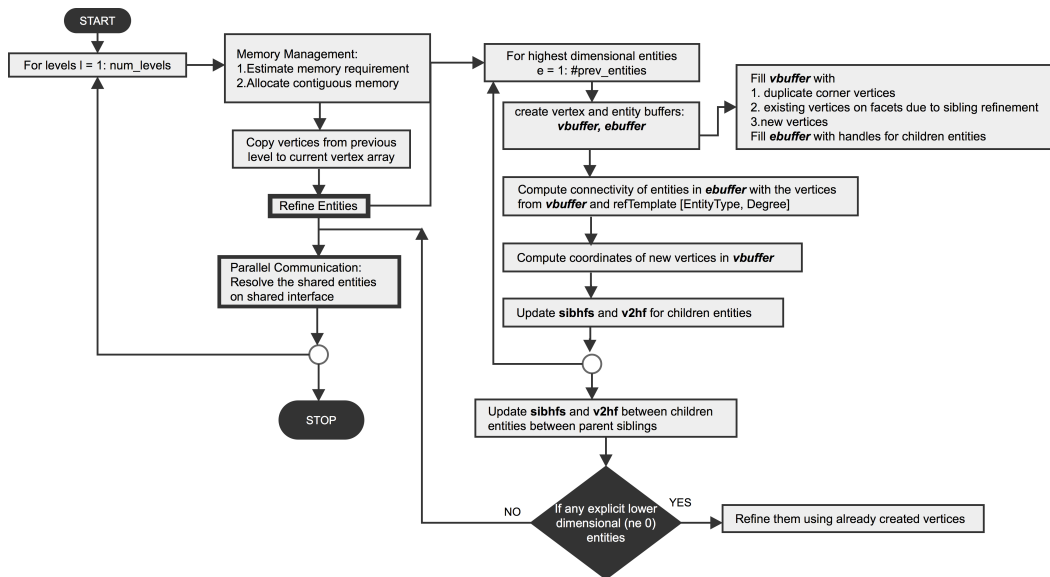 START
For levels l = 1: num_levels
Memory Management:
1.Estimate memory requirement
2.Allocate contiguous memory
Copy vertices from previous
level to current vertex array
Refine Entities
Parallel Communication:
Resolve the shared entities
on shared interface
STOP
For highest dimensional entities
e = 1: #prev_entities
create vertex and entity buffers:
vbuffer, ebuffer
Fill vbuffer with
1. duplicate corner vertices
2. existing vertices on facets due to sibling refinement
3.new vertices
Fill ebuffer with handles for children entities
Compute connectivity of entities in ebuffer with the vertices
from vbuffer and refTemplate [EntityType, Degree]
Compute coordinates of new vertices in vbuffer
Update sibhfs and v2hf for children entities
Update sibhfs and v2hf between children
entities between parent siblings
If any explicit lower
dimensional (ne 0)
entities
NO
YES
Refine them using already created vertices